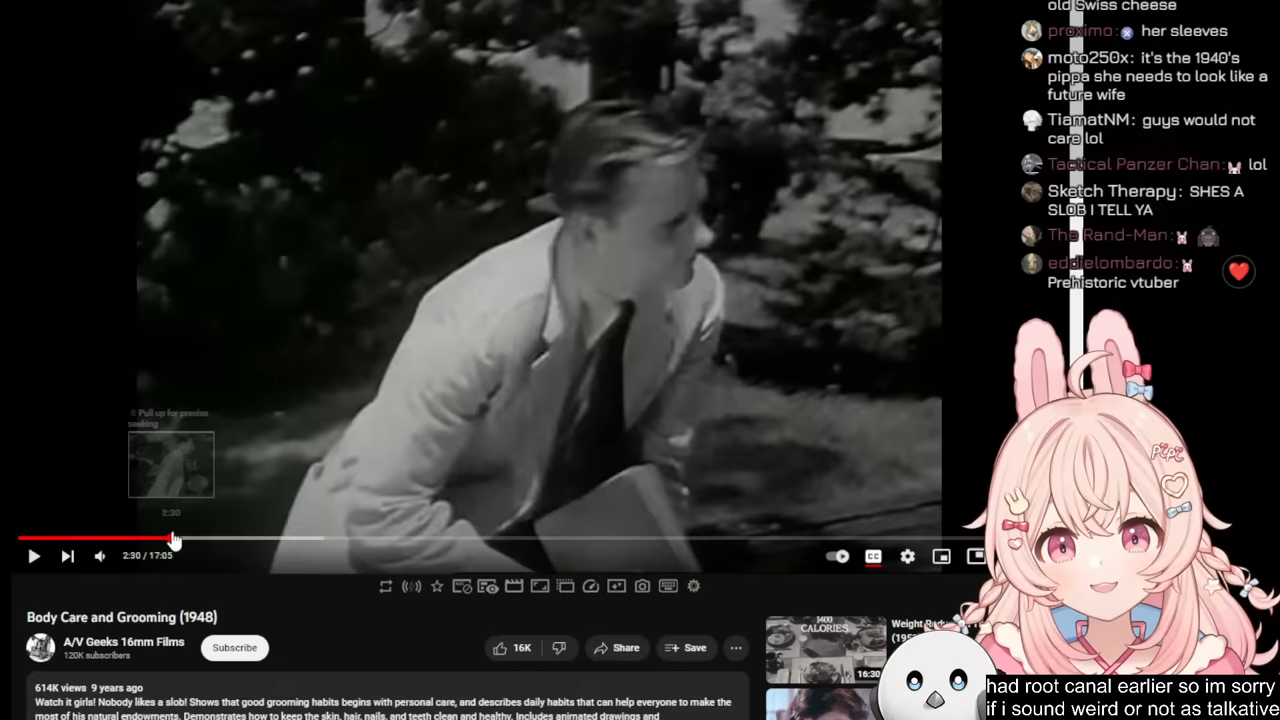 old Swiss cheese
proximo: her sleeves
moto250x: it's the 1940's
pippa she needs to look like a
future wife
TiamatNM: guys would not
care lol
Tactical Panzer Chan: lol
Sketch Therapy: SHES A
SLOB I TELL YA
The Rand-Man:
eddielombardo:
Prehistoric vtuber
Pull up for precise
seeking
2:30
2:30 / 17:05
CC
Pipi
Body Care and Grooming (1948)
A/V Geeks 16mm Films
120K subscribers
Subscribe
16K
Share
Save
1400
CALORIES
16:30
Weight
614K views 9 years ago
Watch it girls! Nobody likes a slob! Shows that good grooming habits begins with personal care, and describes daily habits that can help everyone to make the
most of his natural endowments. Demonstrates how to keep the skin, hair, nails, and teeth clean and healthy. Includes animated drawings and
had root canal earlier so im sorry
if i sound weird or not as talkative